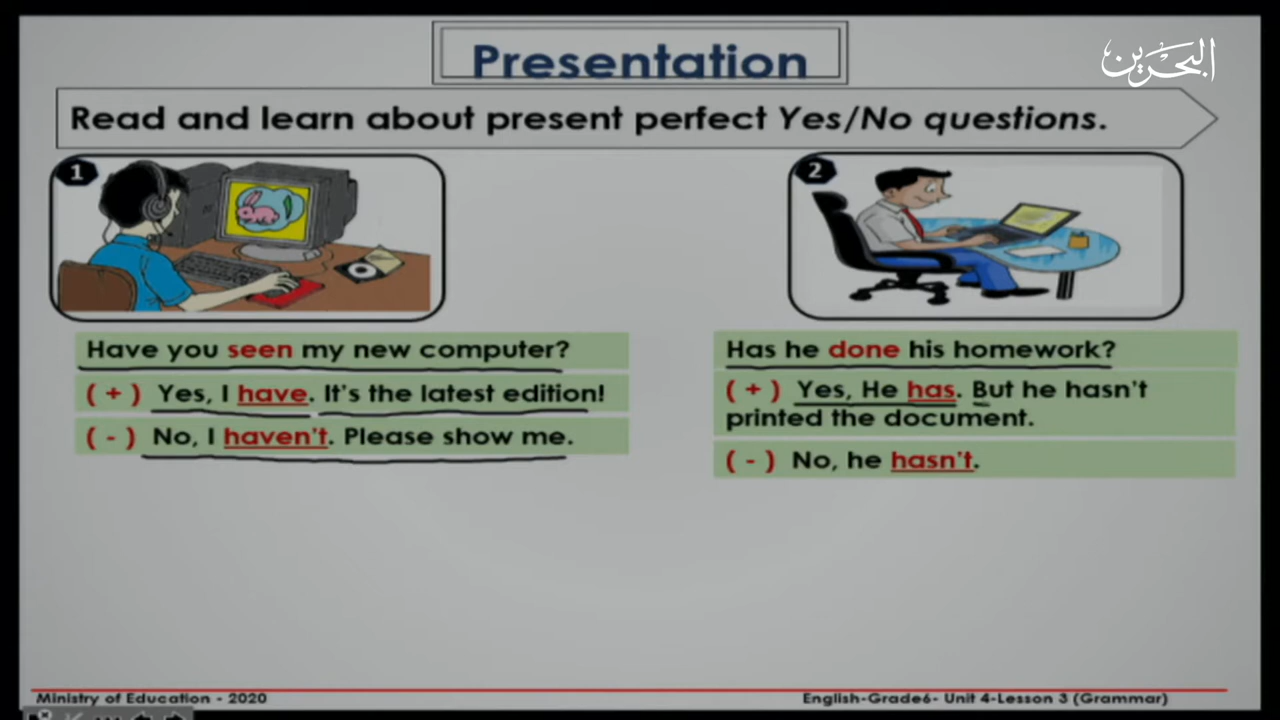 Presentation
البحرين
Read and learn about present perfect Yes/No questions.
1
2
Have you seen my new computer?
( + ) Yes, I have. It's the latest edition!
( - ) No, I haven't. Please show me.
Has he done his homework?
( + ) Yes, He has. But he hasn't
printed the document.
( - ) No, he hasn't.
Ministry of Education - 2020
English-Grade6- Unit 4-Lesson 3 (Grammar)